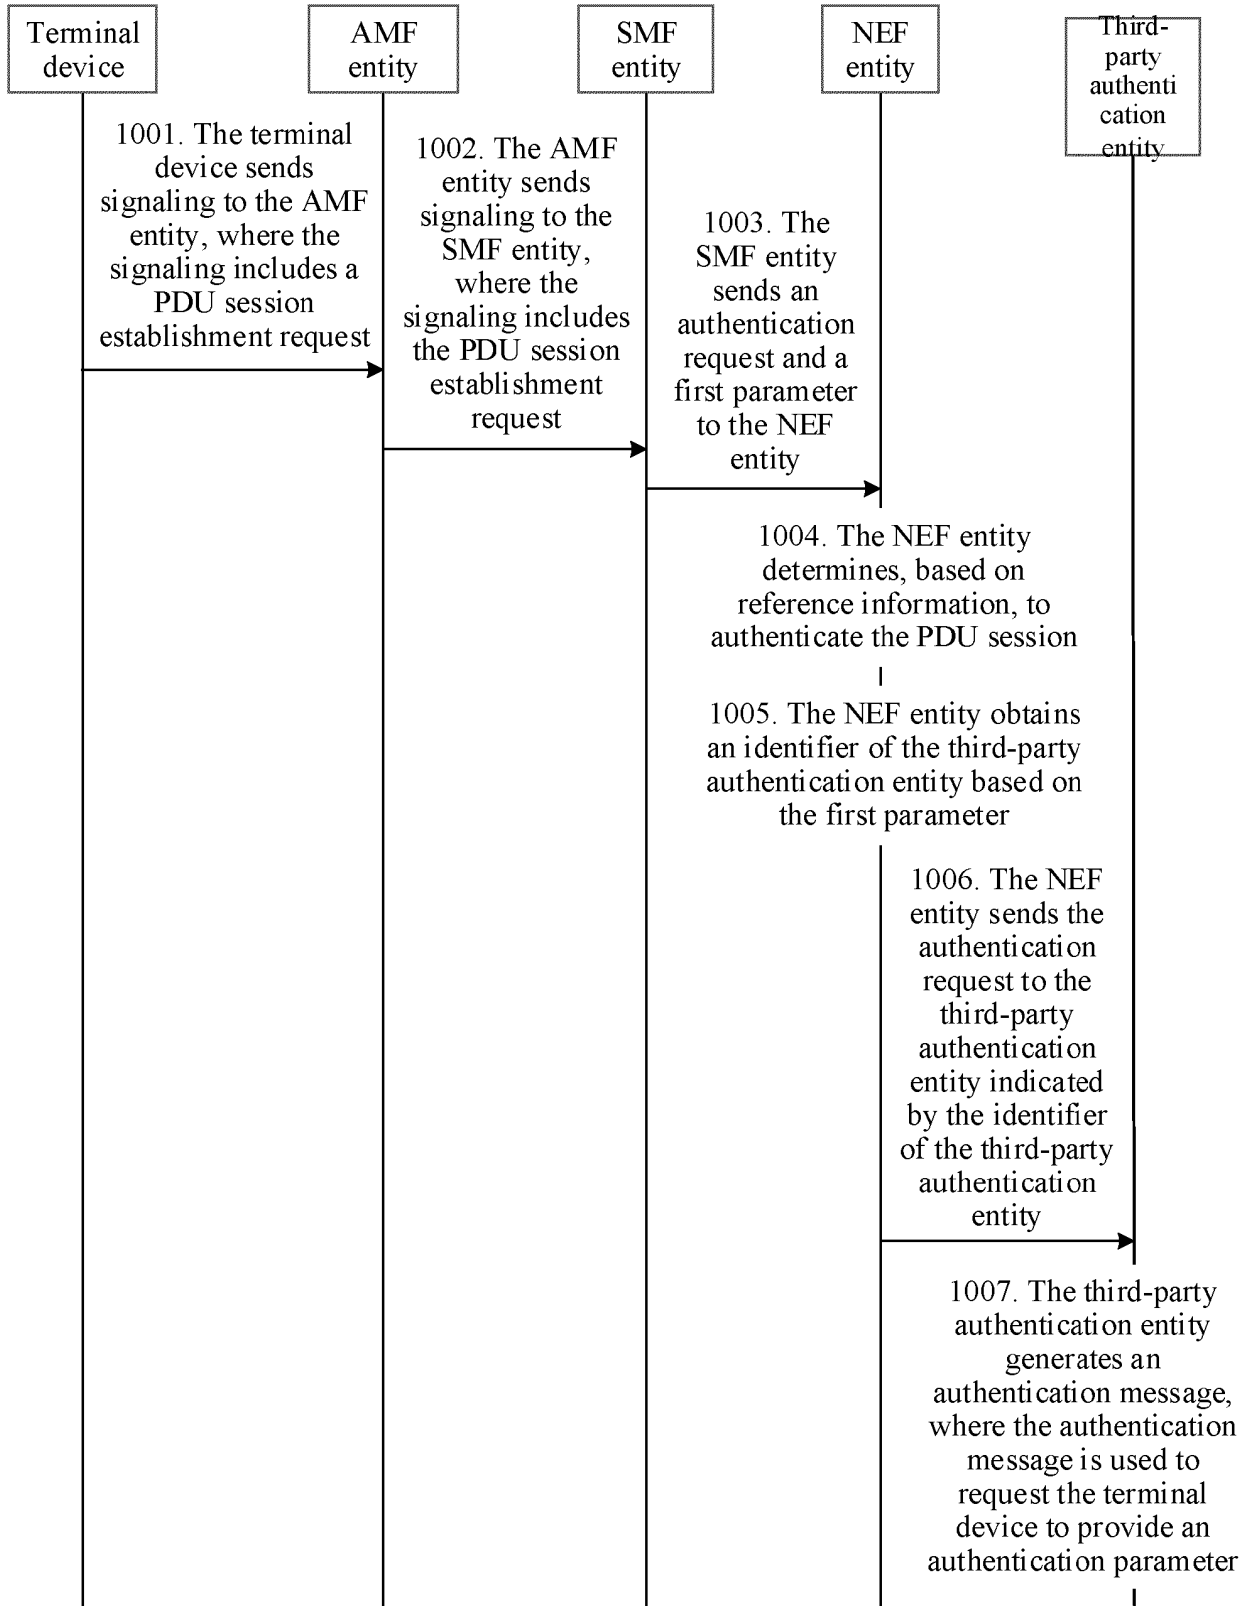 Terminal
device
AMF
entity
SMF
entity
NEF
entity
Third-
party
authenti
cation
entity
1001. The terminal
device sends
signaling to the AMF
entity, where the
signaling includes a
PDU session
establishment request
1002. The AMF
entity sends
signaling to the
SMF entity,
where the
signaling includes
the PDU session
establishment
request
1003. The
SMF entity
sends an
authentication
request and a
first parameter
to the NEF
entity
1004. The NEF entity
determines, based on
reference information, to
authenticate the PDU session
1005. The NEF entity obtains
an identifier of the third-party
authentication entity based on
the first parameter
1006. The NEF
entity sends the
authentication
request to the
third-party
authentication
entity indicated
by the identifier
of the third-party
authentication
entity
1007. The third-party
authentication entity
generates an
authentication message,
where the authentication
message is used to
request the terminal
device to provide an
authentication parameter